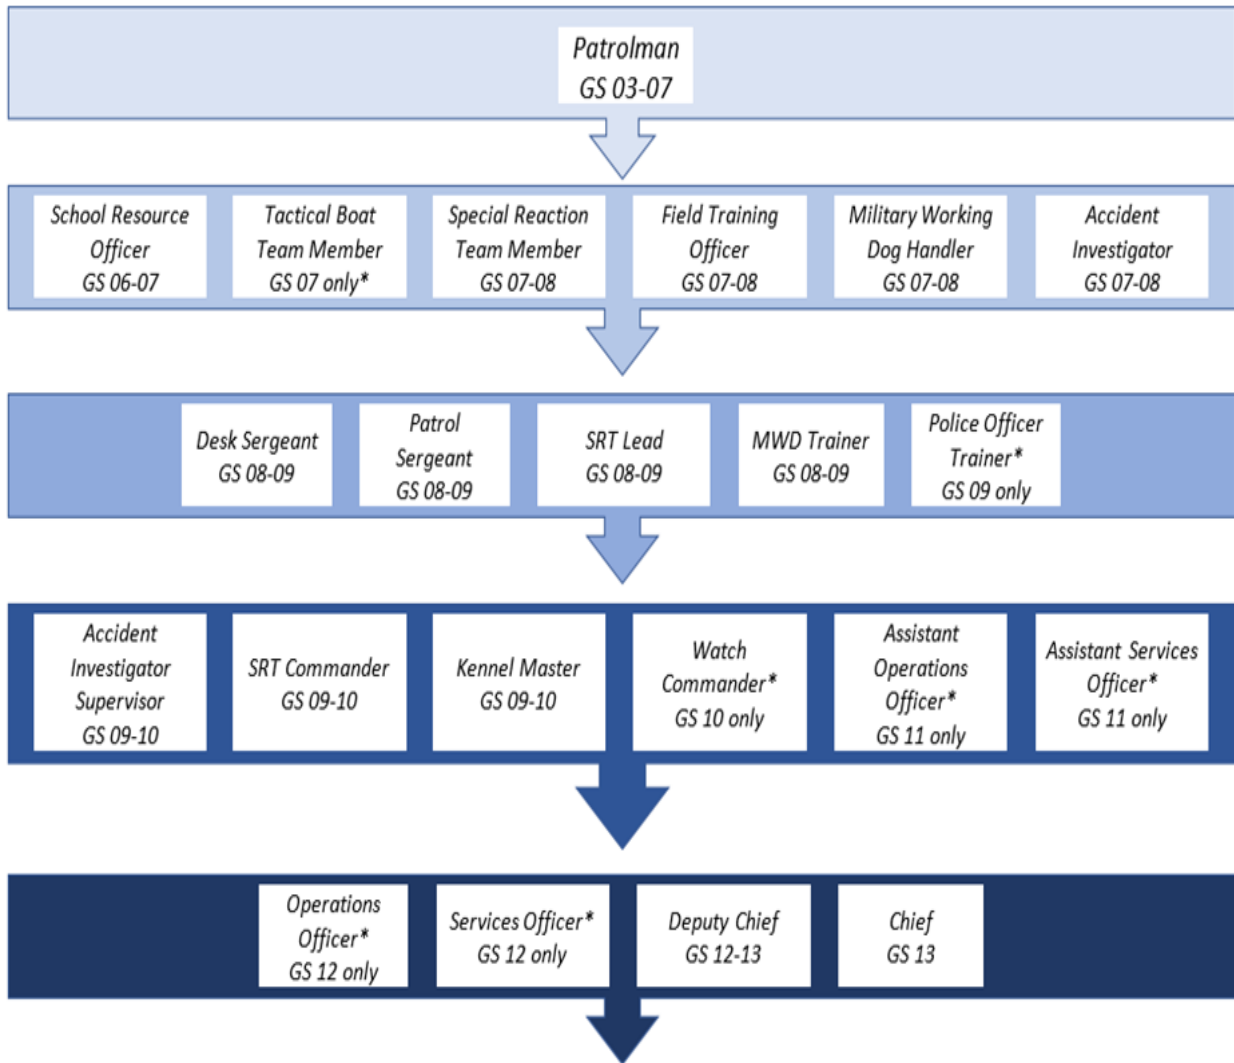 Patrolman
GS 03-07
School Resource
Officer
GS 06-07
Tactical Boat
Team Member
GS 07 only*
Special Reaction
Team Member
GS 07-08
Field Training
Officer
GS 07-08
Military Working
Dog Handler
GS 07-08
Accident
Investigator
GS 07-08
Desk Sergeant
GS 08-09
Patrol
Sergeant
GS 08-09
SRT Lead
GS 08-09
MWD Trainer
GS 08-09
Police Officer
Trainer*
GS 09 only
Accident
Investigator
Supervisor
GS 09-10
SRT Commander
GS 09-10
Kennel Master
GS 09-10
Watch
Commander*
GS 10 only
Assistant
Operations
Officer*
GS 11 only
Assistant Services
Officer*
GS 11 only
Operations
Officer*
GS 12 only
Services Officer*
GS 12 only
Deputy Chief
GS 12-13
Chief
GS 13